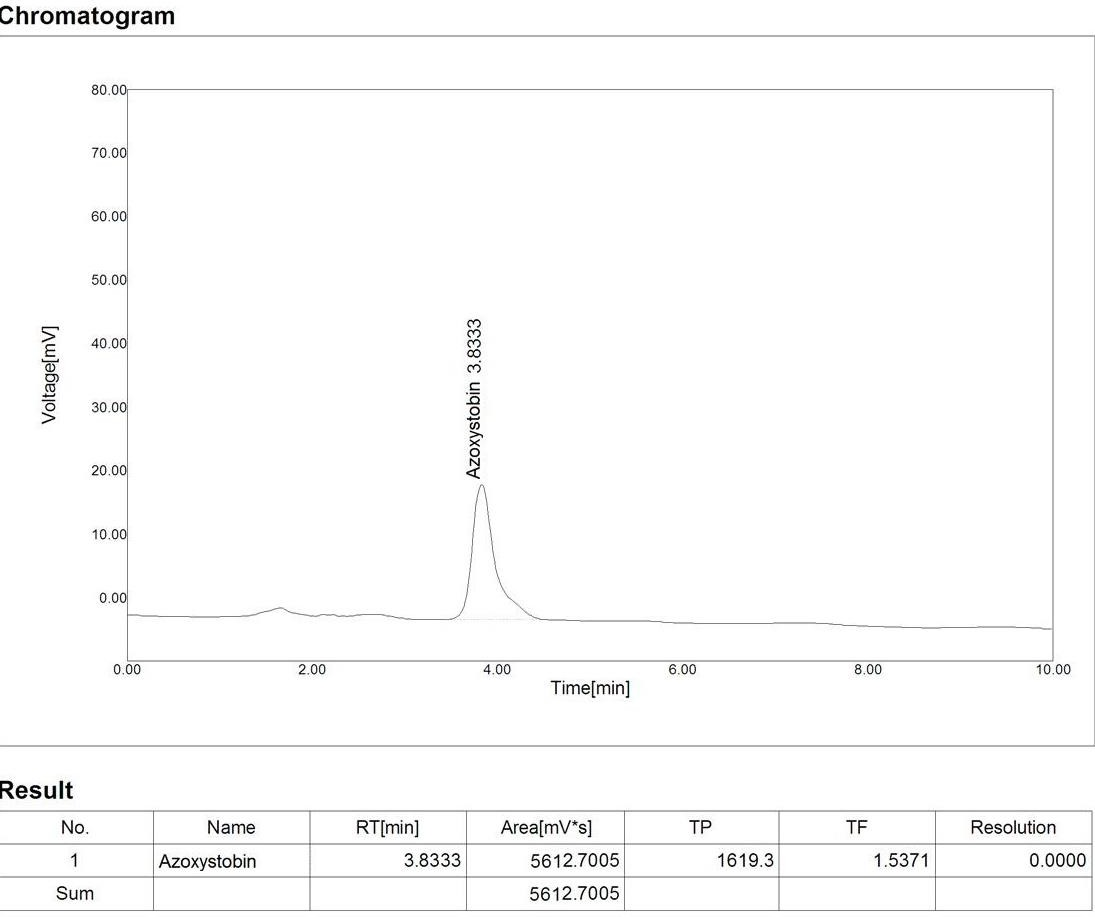 Chromatogram
80.00
70.00
60.00
50.00
40.00
30.00
20.00
10.00
0.00
Voltage[mV]
Azoxystobin 3.8333
0.00 2.00 4.00 6.00 8.00 10.00
Time[min]
Result
No. Name RT[min] Area[mV*s] TP TF Resolution
1 Azoxystobin 3.8333 5612.7005 1619.3 1.5371 0.0000
Sum 5612.7005